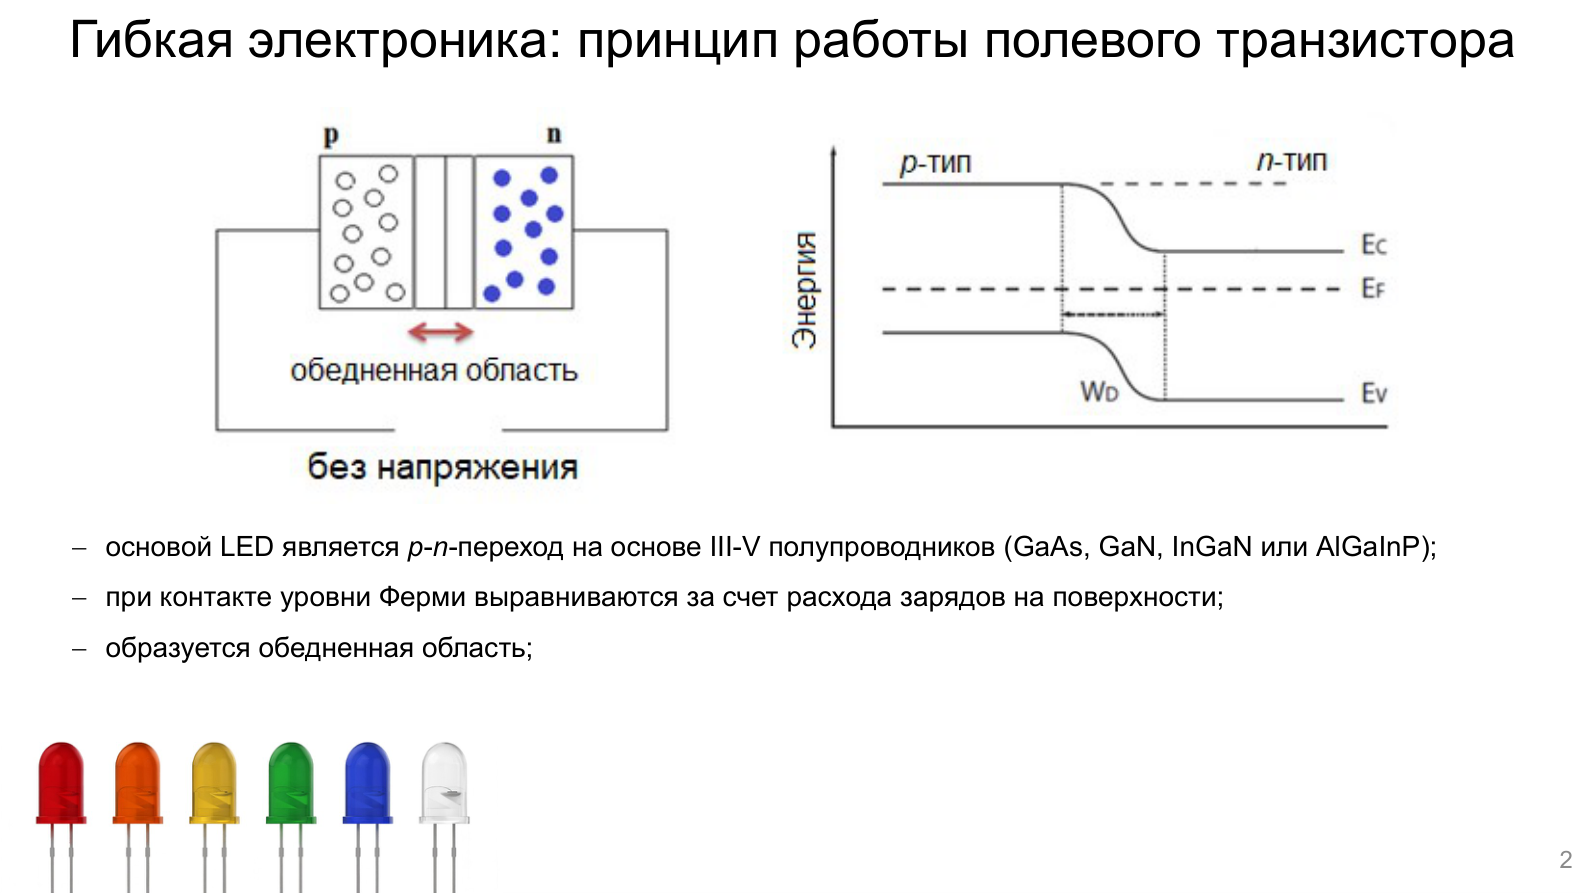 Гибкая электроника: принцип работы полевого транзистора
p n
обедненная область
без напряжения
p-тип n-тип
Энергия
EC
EF
WD
EV
– основой LED является p-n-переход на основе III-V полупроводников (GaAs, GaN, InGaN или AlGaInP);
– при контакте уровни Ферми выравниваются за счет расхода зарядов на поверхности;
– образуется обедненная область;
2